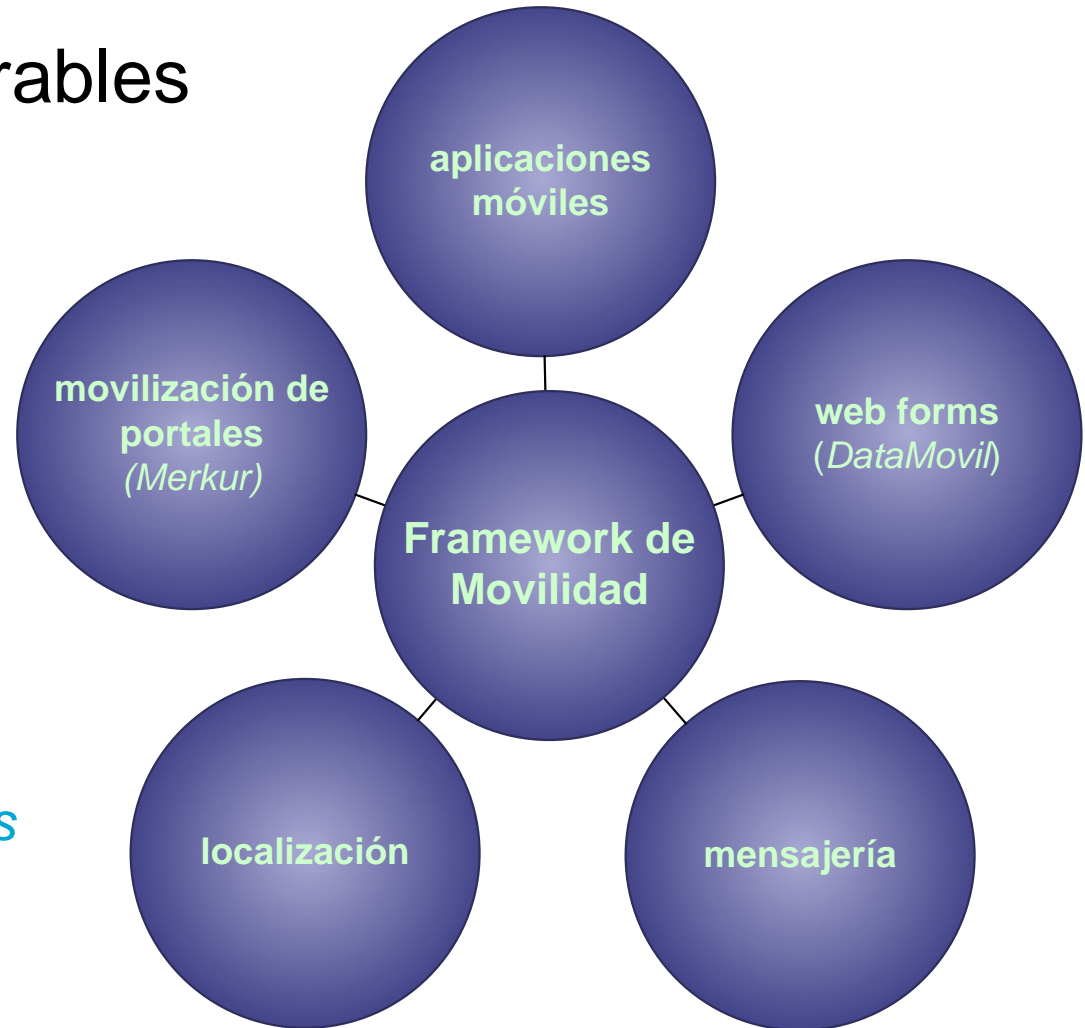 rables
aplicaciones
móviles
movilización de
portales
(Merkur)
web forms
(DataMovil)
Framework de
Movilidad
s
localización
mensajería